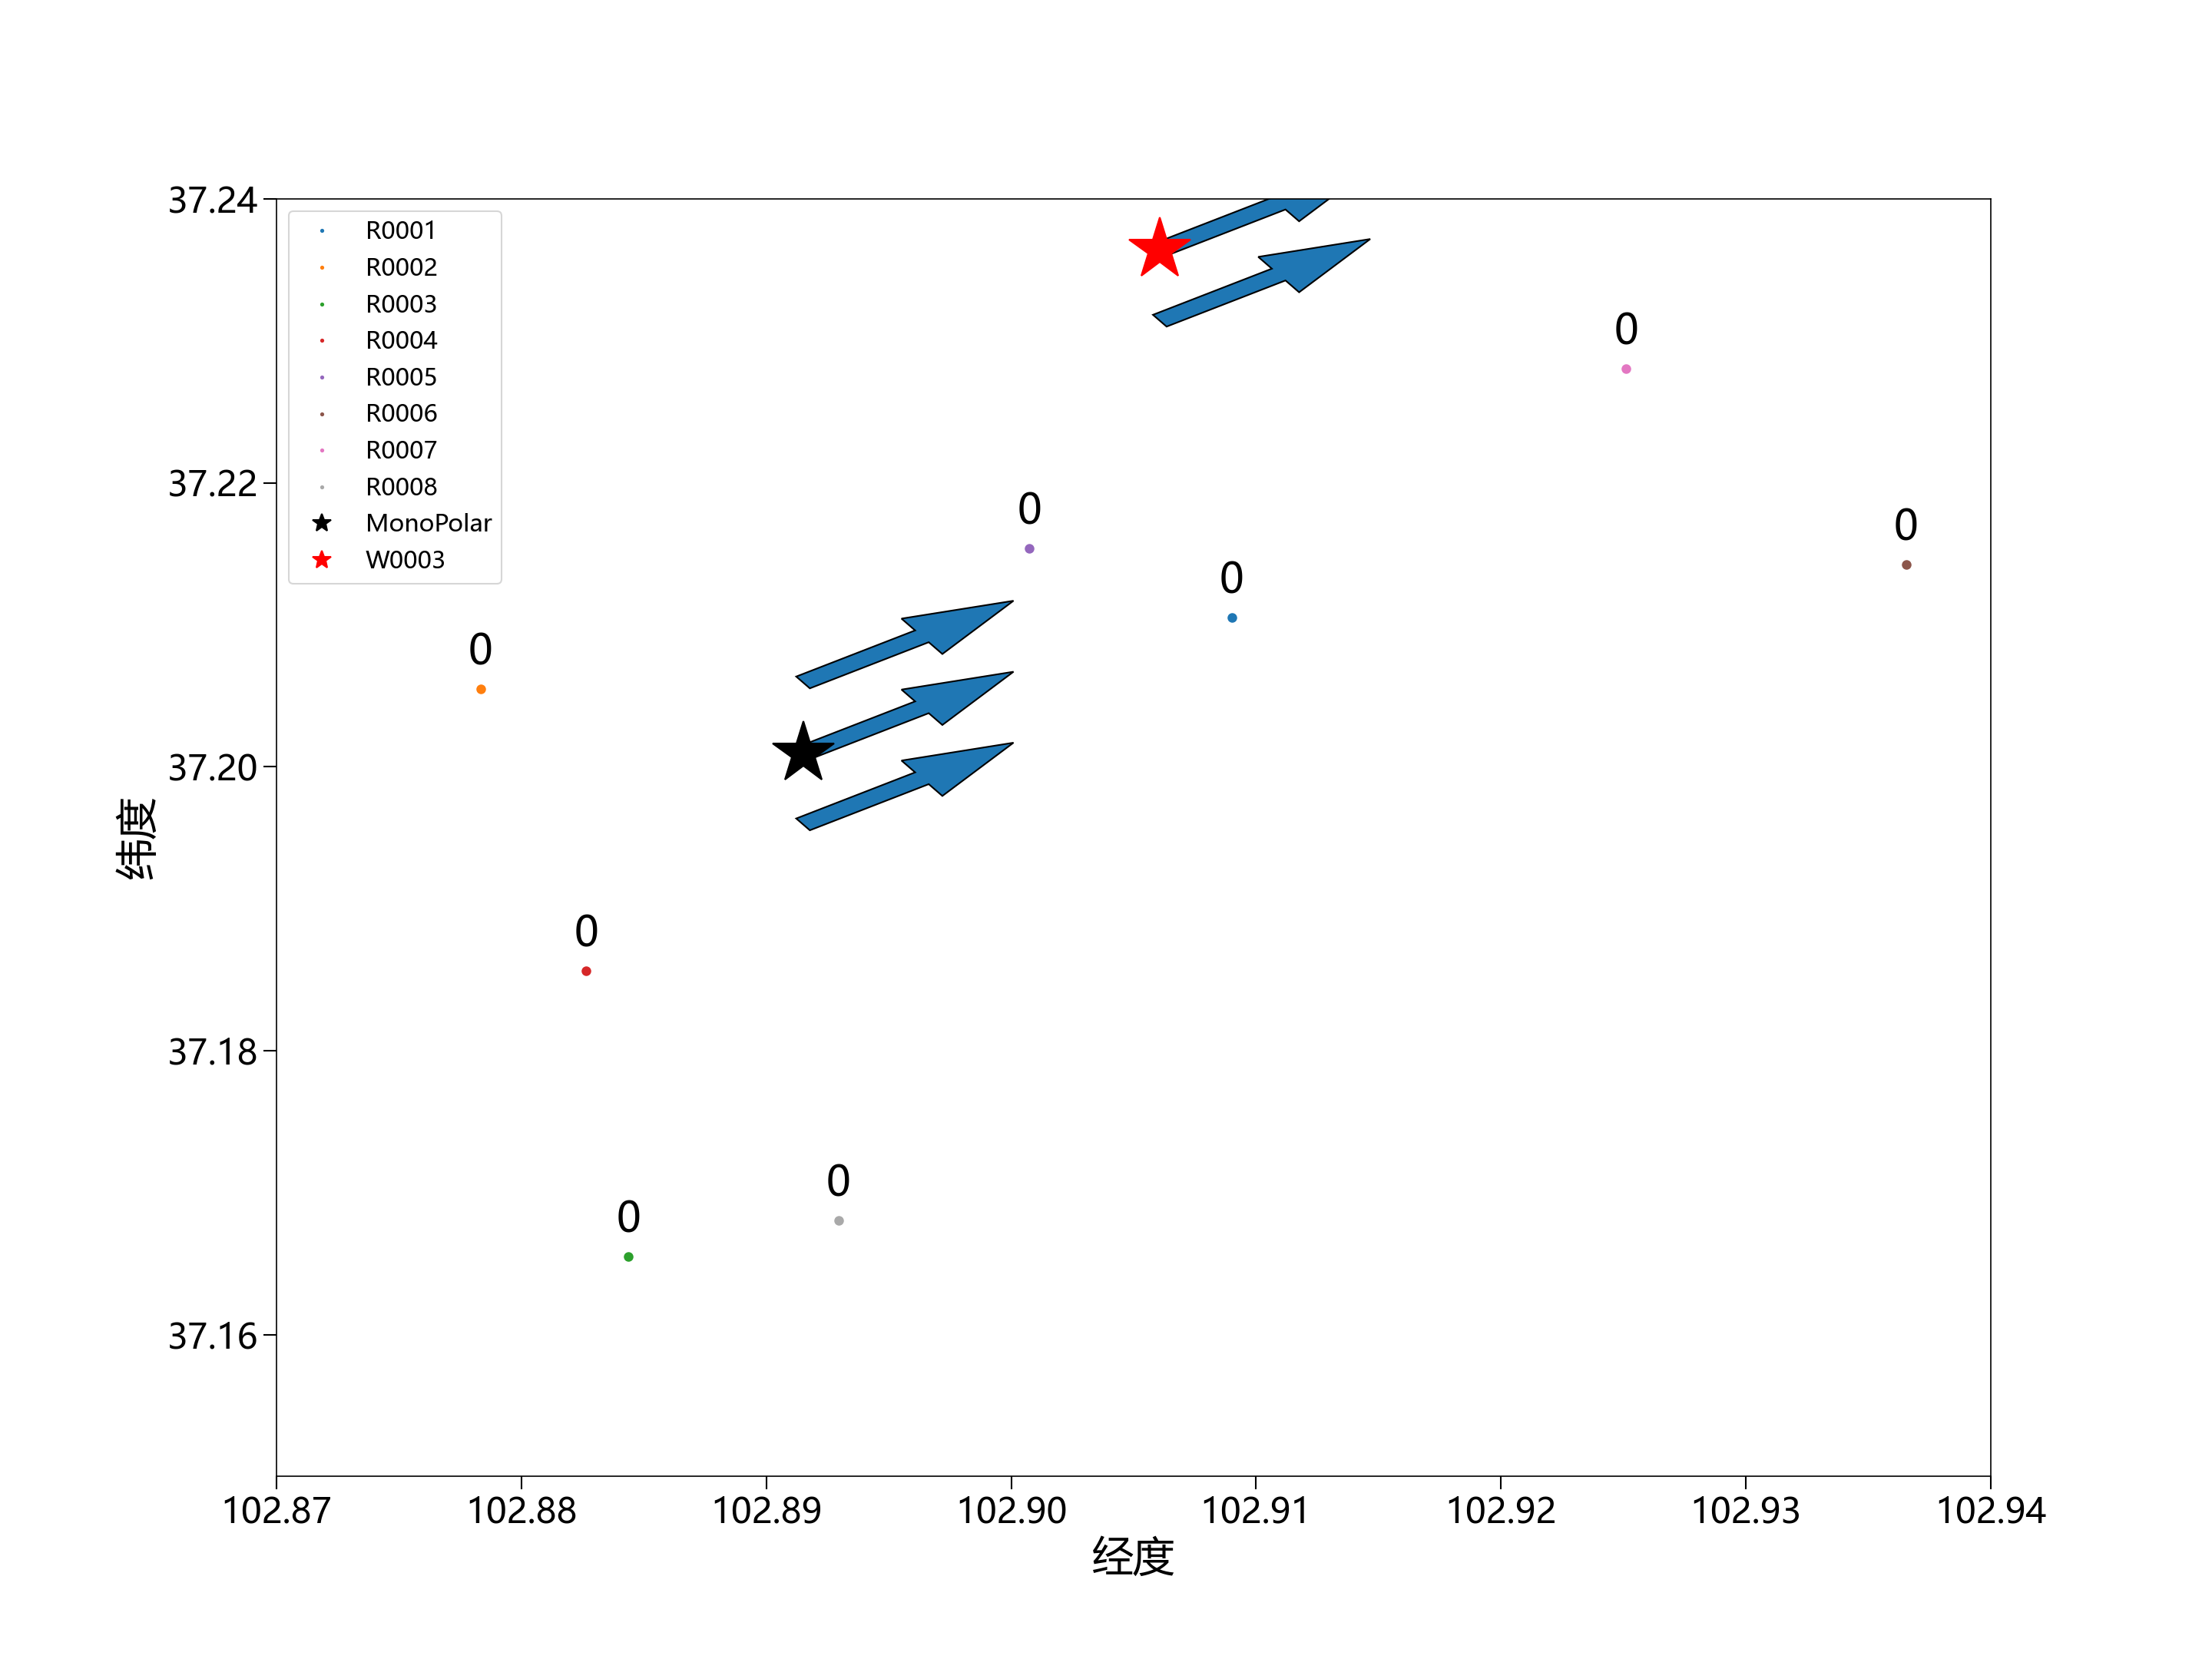 37.24
37.22
37.20
37.18
37.16
纬度
R0001
R0002
R0003
R0004
R0005
R0006
R0007
R0008
MonoPolar
W0003
0
0
0
0
0
0
0
0
102.87 102.88 102.89 102.90 102.91 102.92 102.93 102.94
经度